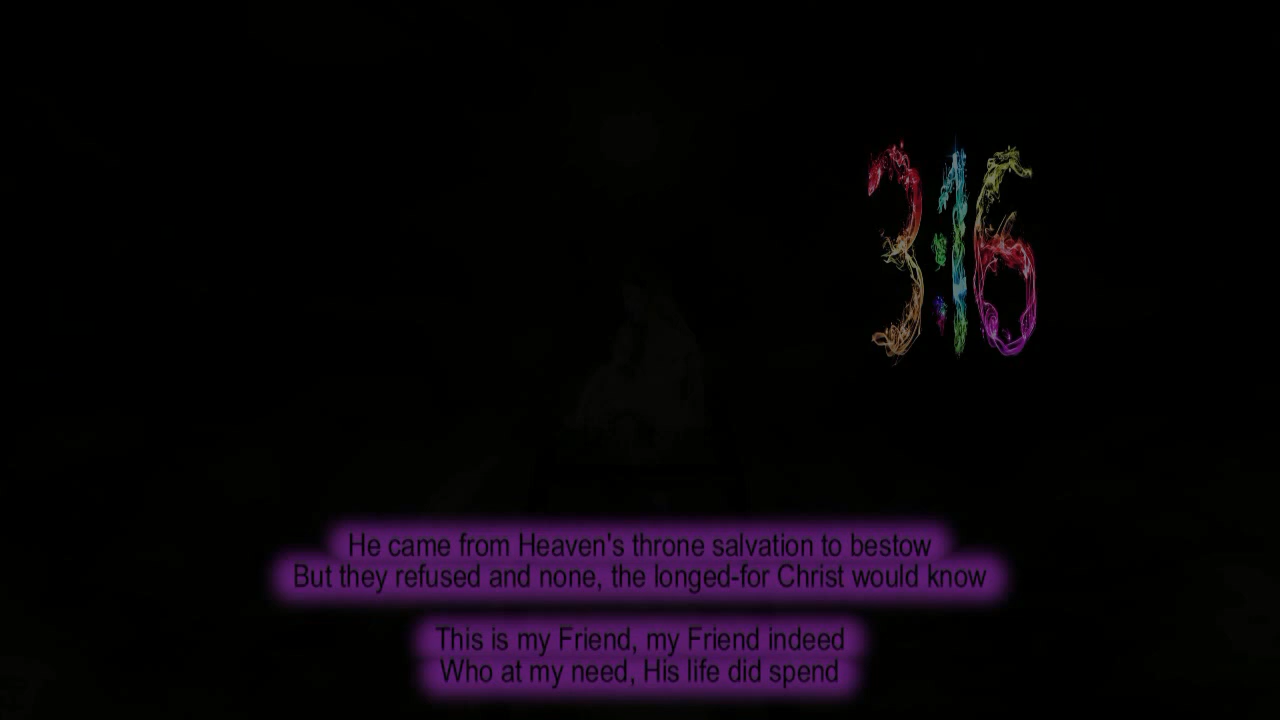 3:16
He came from Heaven's throne salvation to bestow
But they refused and none, the longed-for Christ would know
This is my Friend, my Friend indeed
Who at my need, His life did spend